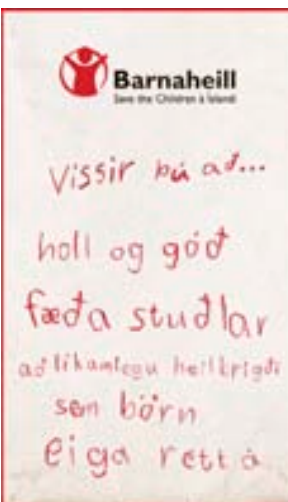 Barnaheill
Save the Children á Íslandi
Vissir þú að...
holl og góð
fæða stuðlar
að líkamlegu heilbrigði
sem börn
eiga rétt á